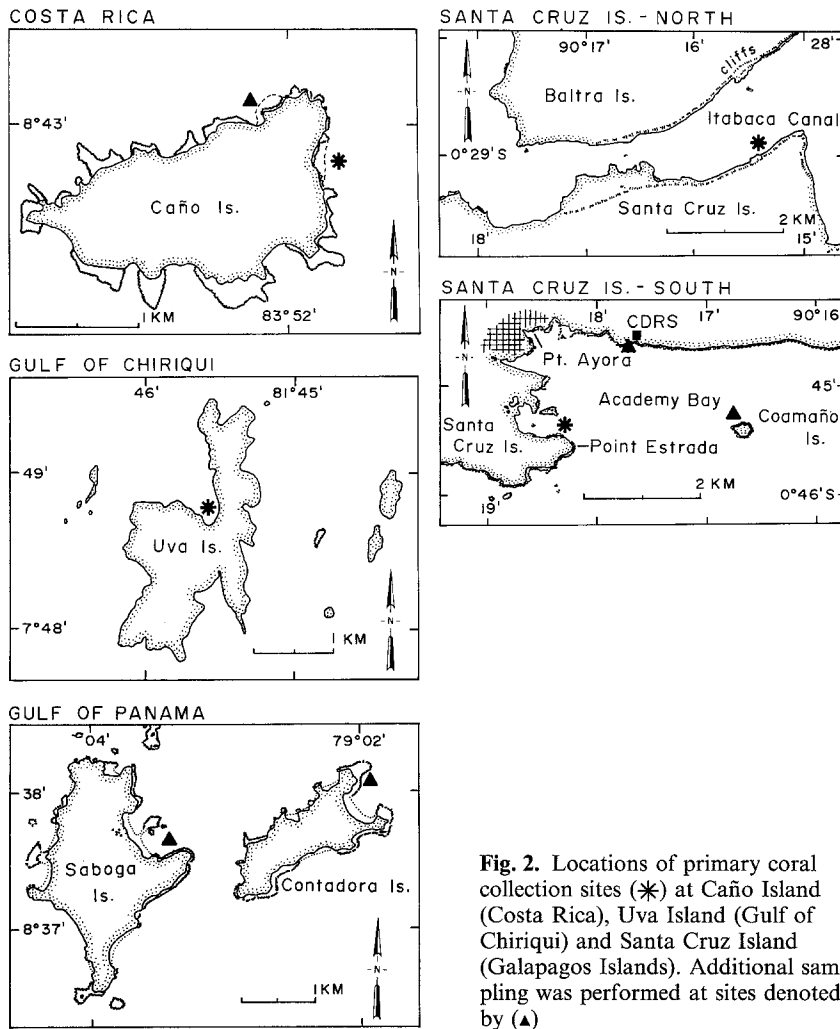 COSTA RICA
8°43'
Caño Is.
N
1 KM
83°52'
GULF OF CHIRIQUI
46'
81°45'
49'
Uva Is.
N
7°48'
1 KM
GULF OF PANAMA
04'
79°02'
38'
Saboga
Is.
Contadora Is.
8°37'
N
1KM
SANTA CRUZ IS.-NORTH
90°17'
16'
28'
cliffs
N
Baltra Is.
Itabaca Canal
0°29'S
Santa Cruz Is.
2 KM
18'
15'
SANTA CRUZ IS.-SOUTH
18'
17'
90°16'
CDRS
N
Pt. Ayora
45'
Academy Bay
Coamaño
Is.
Santa
Cruz Is.
Point Estrada
2 KM
19'
0°46'S
Fig. 2. Locations of primary coral
collection sites (✱) at Caño Island
(Costa Rica), Uva Island (Gulf of
Chiriqui) and Santa Cruz Island
(Galapagos Islands). Additional sam-
pling was performed at sites denoted
by (▲)